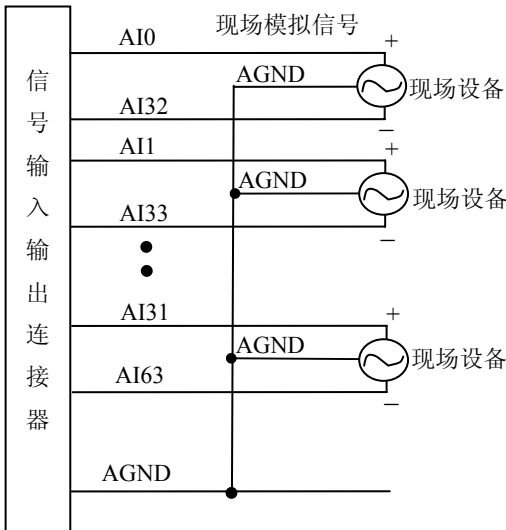 现场模拟信号
AI0
+
AGND
现场设备
AI32
−
信号输入输出连接器
AI1
+
AGND
现场设备
AI33
−
AI31
+
AGND
现场设备
AI63
−
AGND